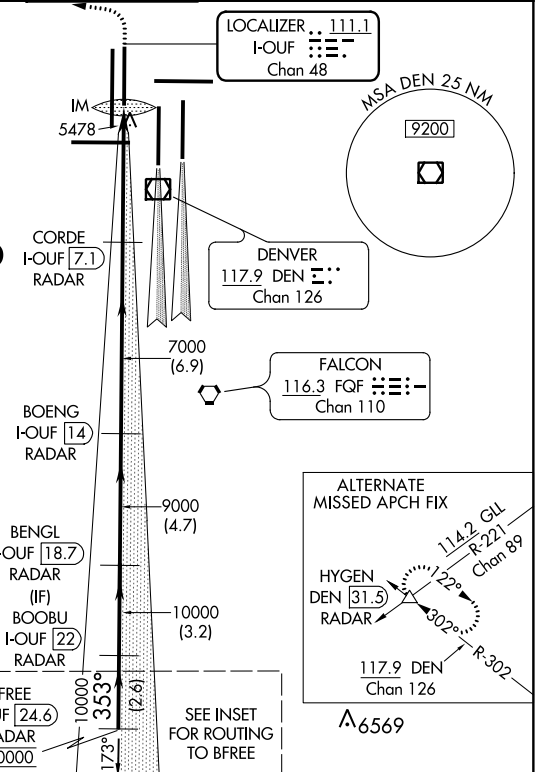 LOCALIZER 111.1
I-OUF
Chan 48
IM
5478
MSA DEN 25 NM
9200
CORDE
I-OUF 7.1
RADAR
DENVER
117.9 DEN
Chan 126
7000
(6.9)
FALCON
116.3 FQF
Chan 110
BOENG
I-OUF 14
RADAR
9000
(4.7)
BENGL
-OUF 18.7
RADAR
(IF)
BOOBU
I-OUF 22
RADAR
10000
(3.2)
ALTERNATE
MISSED APCH FIX
114.2 GLL
R-221
Chan 89
HYGEN
DEN 31.5
RADAR
122°
302°
R-302
117.9 DEN
Chan 126
6569
FREE
UF 24.6
ADAR
0000
10000
353°
(2.6)
173°
SEE INSET
FOR ROUTING
TO BFREE